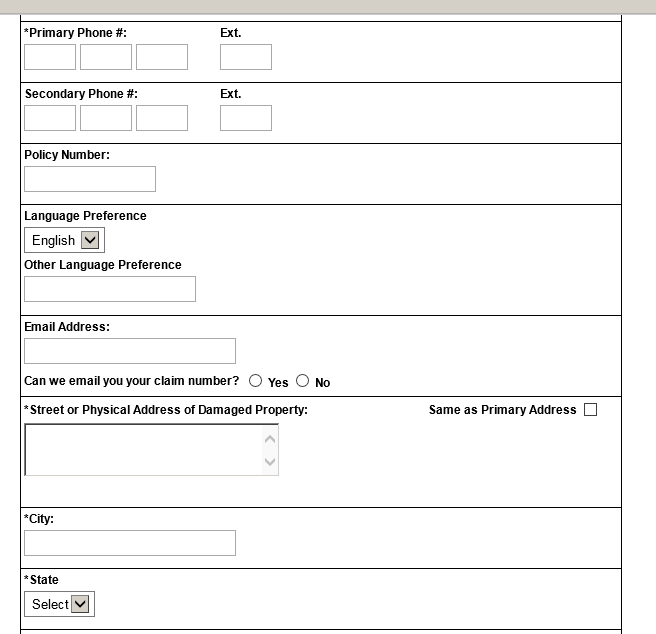 *Primary Phone #: Ext.
Secondary Phone #: Ext.
Policy Number:
Language Preference
English
Other Language Preference
Email Address:
Can we email you your claim number? Yes No
*Street or Physical Address of Damaged Property: Same as Primary Address
*City:
*State
Select